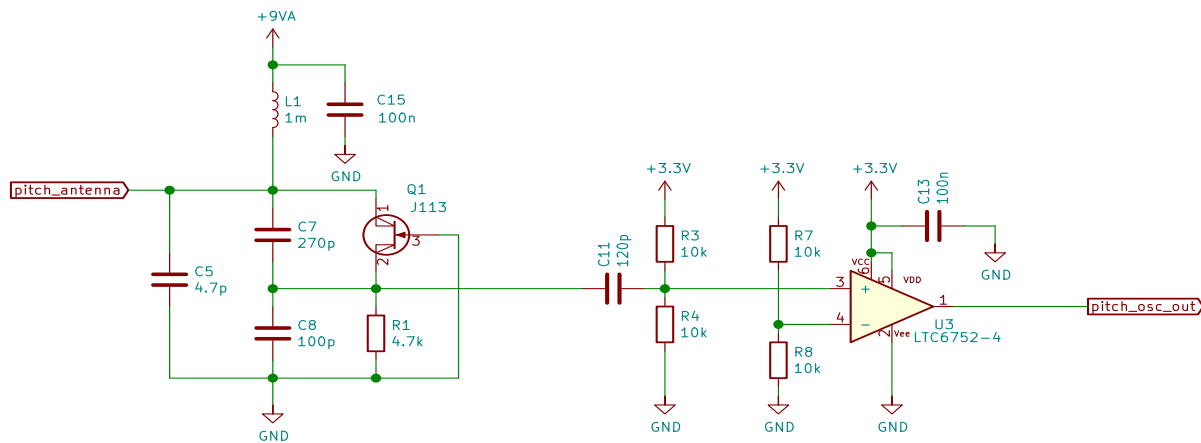 +9VA
L1
1m
C15
100n
GND
pitch_antenna
Q1
J113
1
3
2
C7
270p
C5
4.7p
C8
100p
R1
4.7k
GND
C11
120p
+3.3V
R3
10k
R4
10k
GND
+3.3V
R7
10k
R8
10k
GND
+3.3V
C13
100n
GND
VCC
6
5
VDD
3
+
4
−
1
U3
LTC6752-4
2
Vee
GND
pitch_osc_out